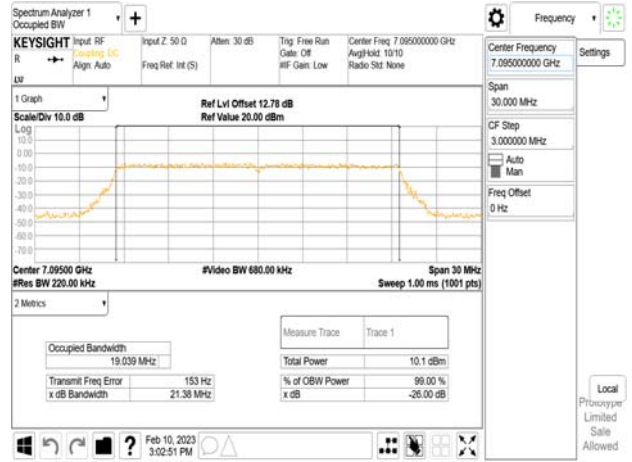 Spectrum Analyzer 1
Occupied BW
Frequency
KEYSIGHT
R
Input: RF
Coupling: DC
Align: Auto
Input Z: 50 Ω
Freq Ref: Int (S)
Atten: 30 dB
Trig: Free Run
Gate: Off
#IF Gain: Low
Center Freq: 7.095000000 GHz
Avg|Hold: 10/10
Radio Std: None
1 Graph
Scale/Div 10.0 dB
Ref Lvl Offset 12.78 dB
Ref Value 20.00 dBm
Log
10.0
0.00
-10.0
-20.0
-30.0
-40.0
-50.0
-60.0
-70.0
Center 7.09500 GHz
#Res BW 220.00 kHz
#Video BW 680.00 kHz
Span 30 MHz
Sweep 1.00 ms (1001 pts)
2 Metrics
Measure Trace Trace 1
Occupied Bandwidth
19.039 MHz
Total Power 10.1 dBm
Transmit Freq Error 153 Hz
% of OBW Power 99.00 %
x dB Bandwidth 21.38 MHz
x dB -26.00 dB
Feb 10, 2023
3:02:51 PM
Center Frequency
7.095000000 GHz
Settings
Span
30.000 MHz
CF Step
3.000000 MHz
Auto
Man
Freq Offset
0 Hz
Local
Prototype
Limited
Sale
Allowed